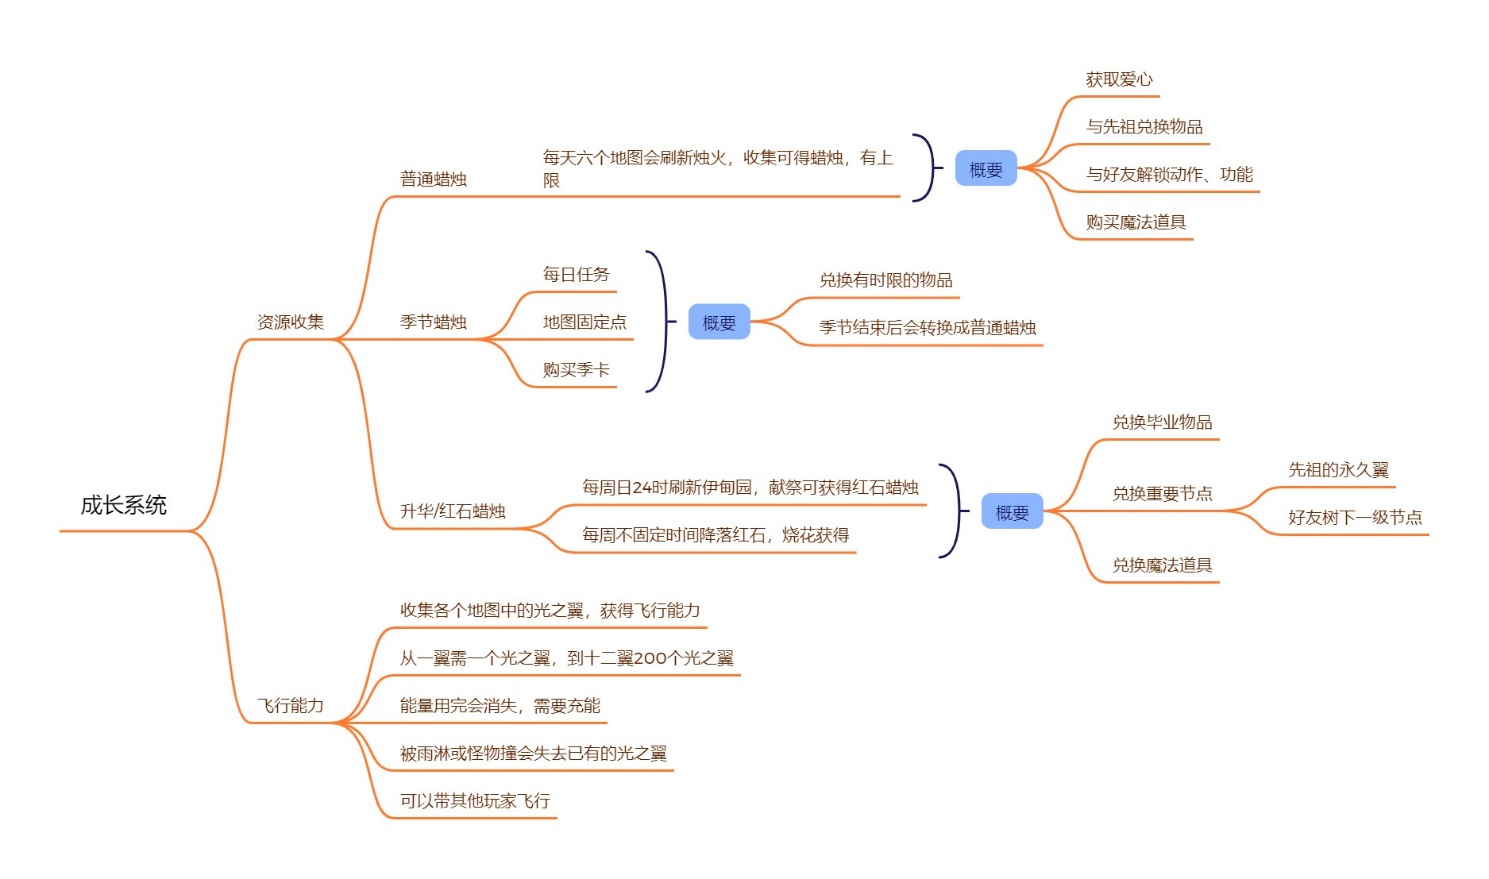 成长系统
资源收集
普通蜡烛
每天六个地图会刷新烛火，收集可得蜡烛，有上
限
概要
获取爱心
与先祖兑换物品
与好友解锁动作、功能
购买魔法道具
季节蜡烛
每日任务
地图固定点
购买季卡
概要
兑换有时限的物品
季节结束后会转换成普通蜡烛
升华/红石蜡烛
每周日24时刷新伊甸园，献祭可获得红石蜡烛
每周不固定时间降落红石，烧花获得
概要
兑换毕业物品
兑换重要节点
先祖的永久翼
好友树下一级节点
兑换魔法道具
飞行能力
收集各个地图中的光之翼，获得飞行能力
从一翼需一个光之翼，到十二翼200个光之翼
能量用完会消失，需要充能
被雨淋或怪物撞会失去已有的光之翼
可以带其他玩家飞行